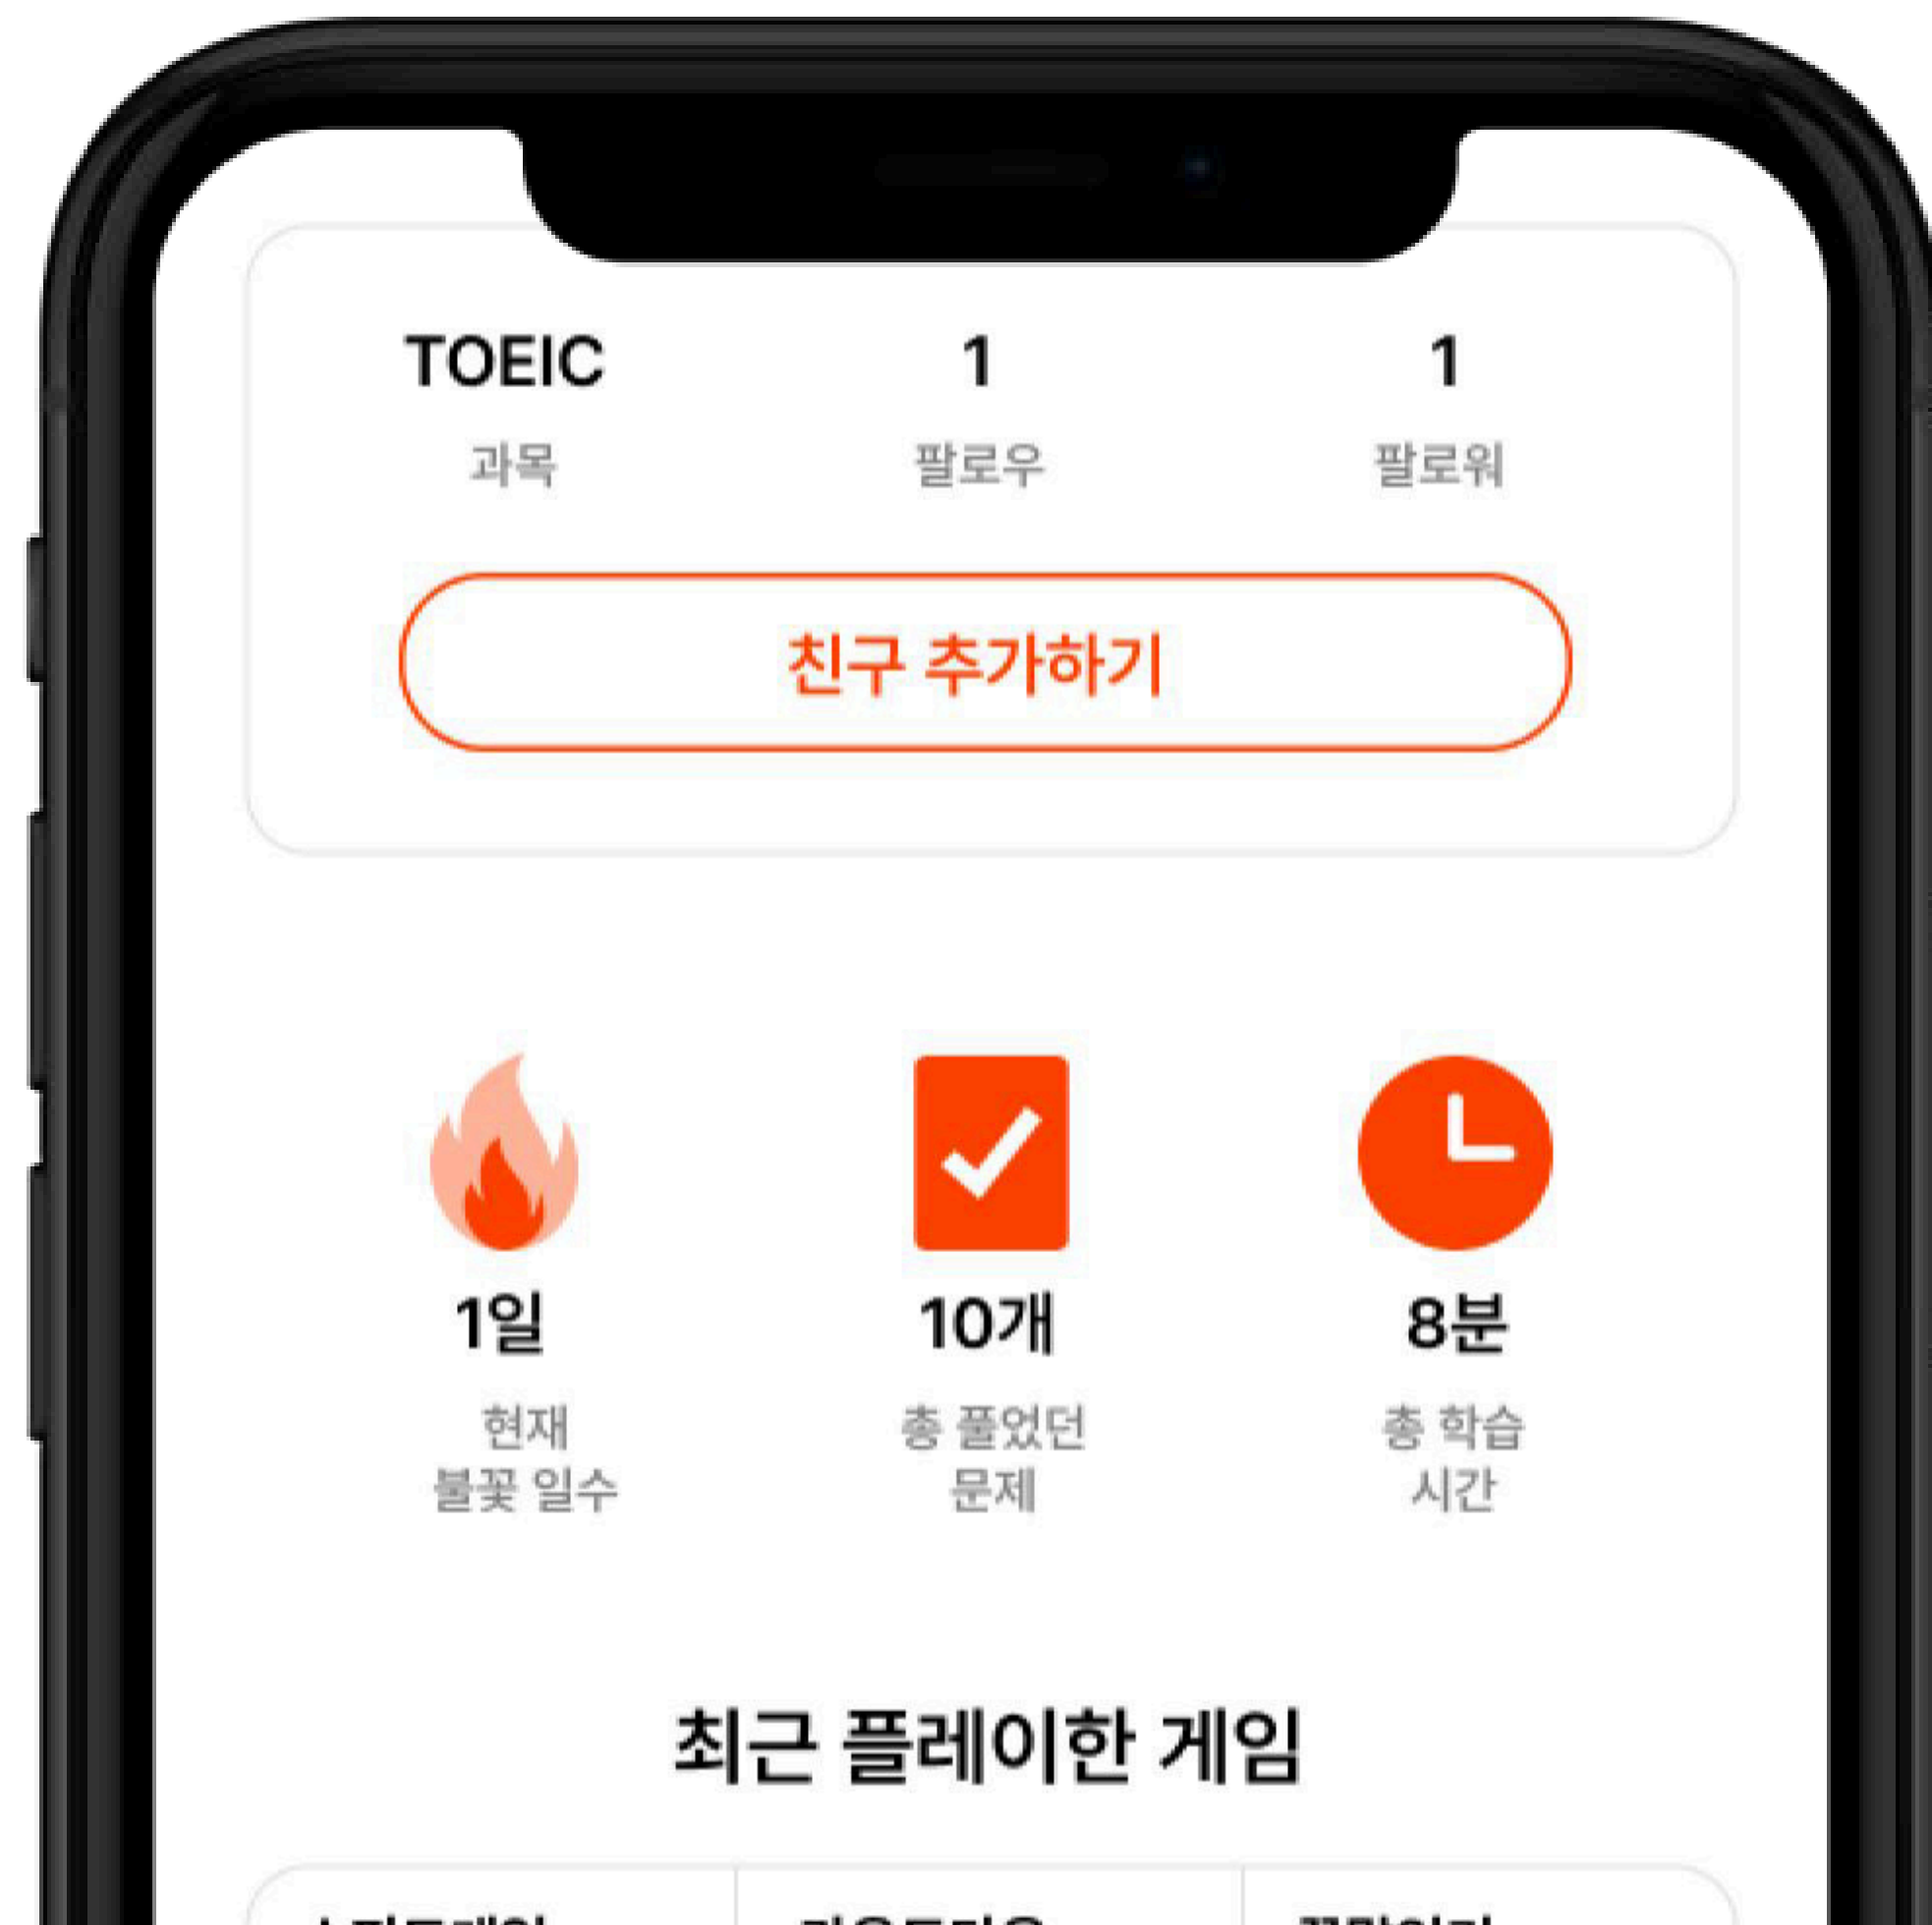 TOEIC 1 1
과목 팔로우 팔로워
친구 추가하기
1일 10개 8분
현재 총 풀었던 총 학습
불꽃 일수 문제 시간
최근 플레이한 게임